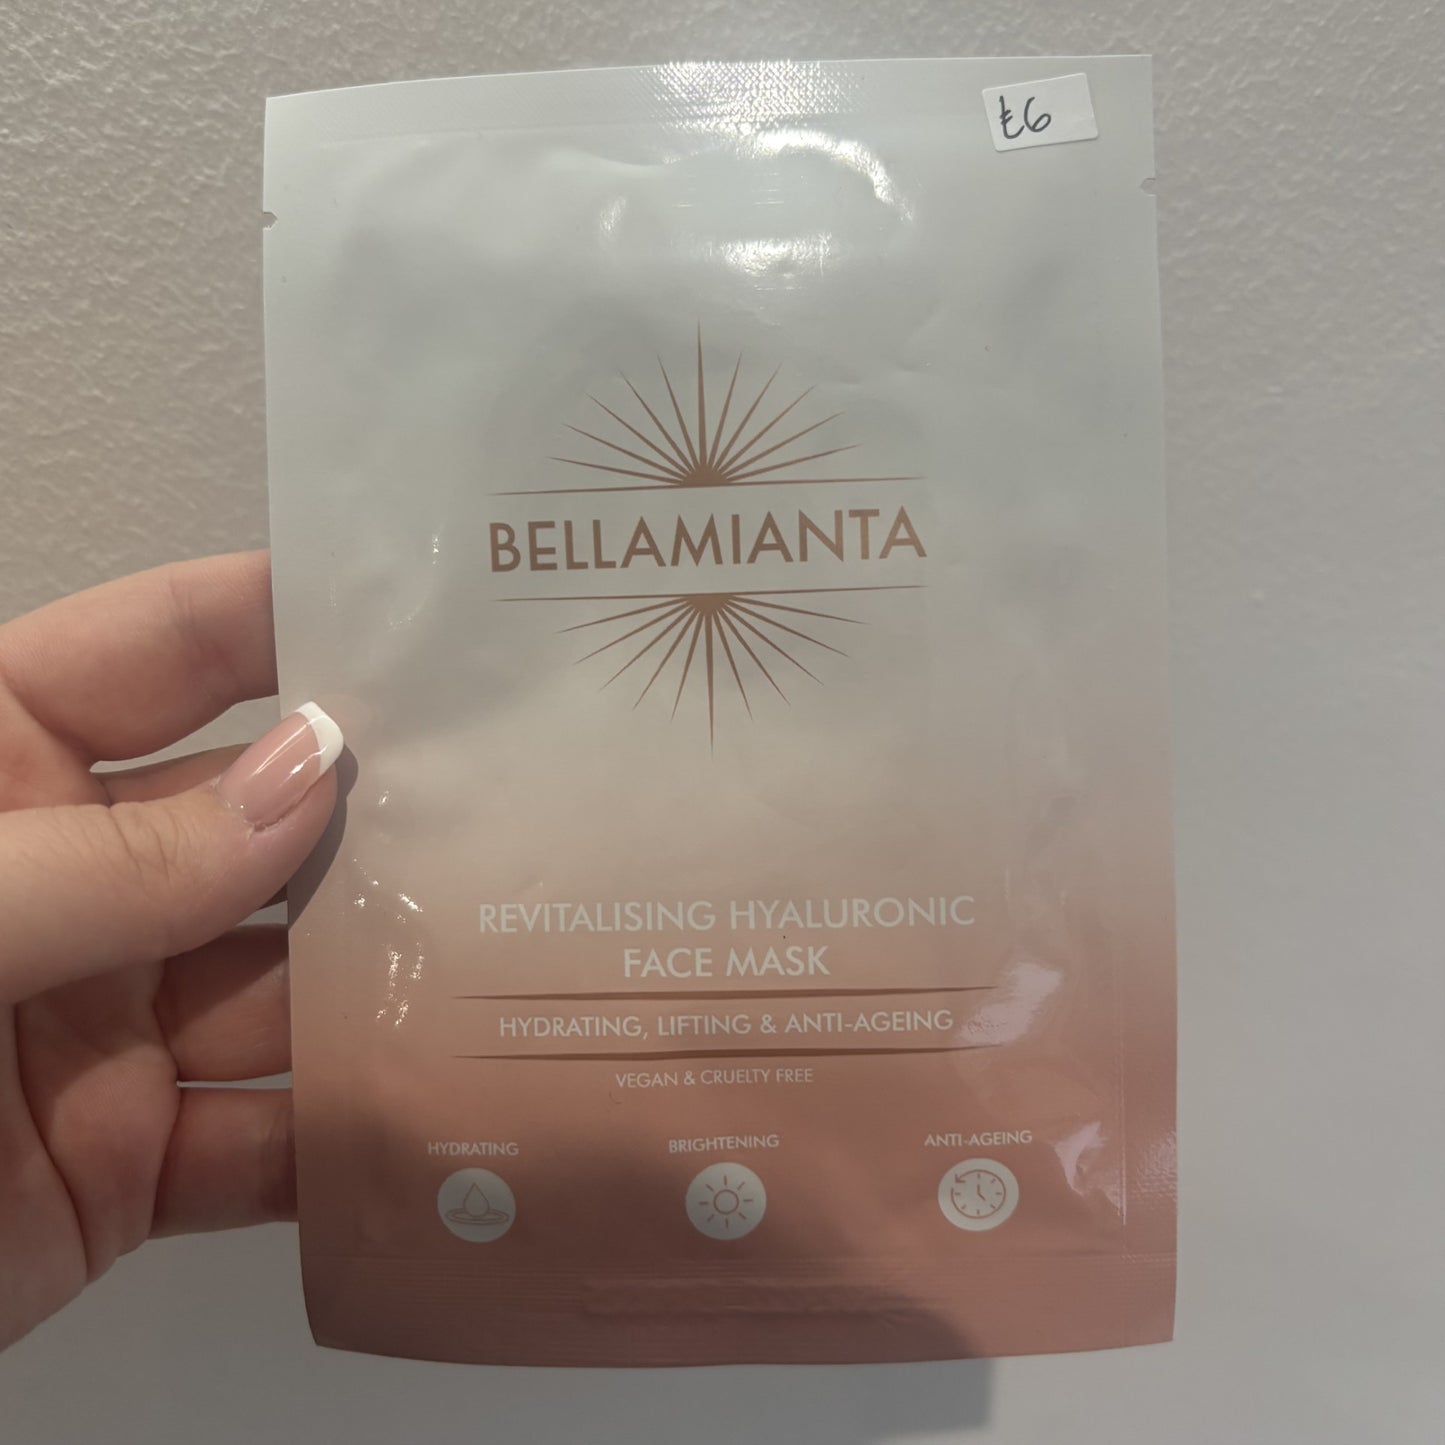 £6
BELLAMIANTA
REVITALISING HYALURONIC
FACE MASK
HYDRATING, LIFTING & ANTI-AGEING
VEGAN & CRUELTY FREE
HYDRATING
BRIGHTENING
ANTI-AGEING